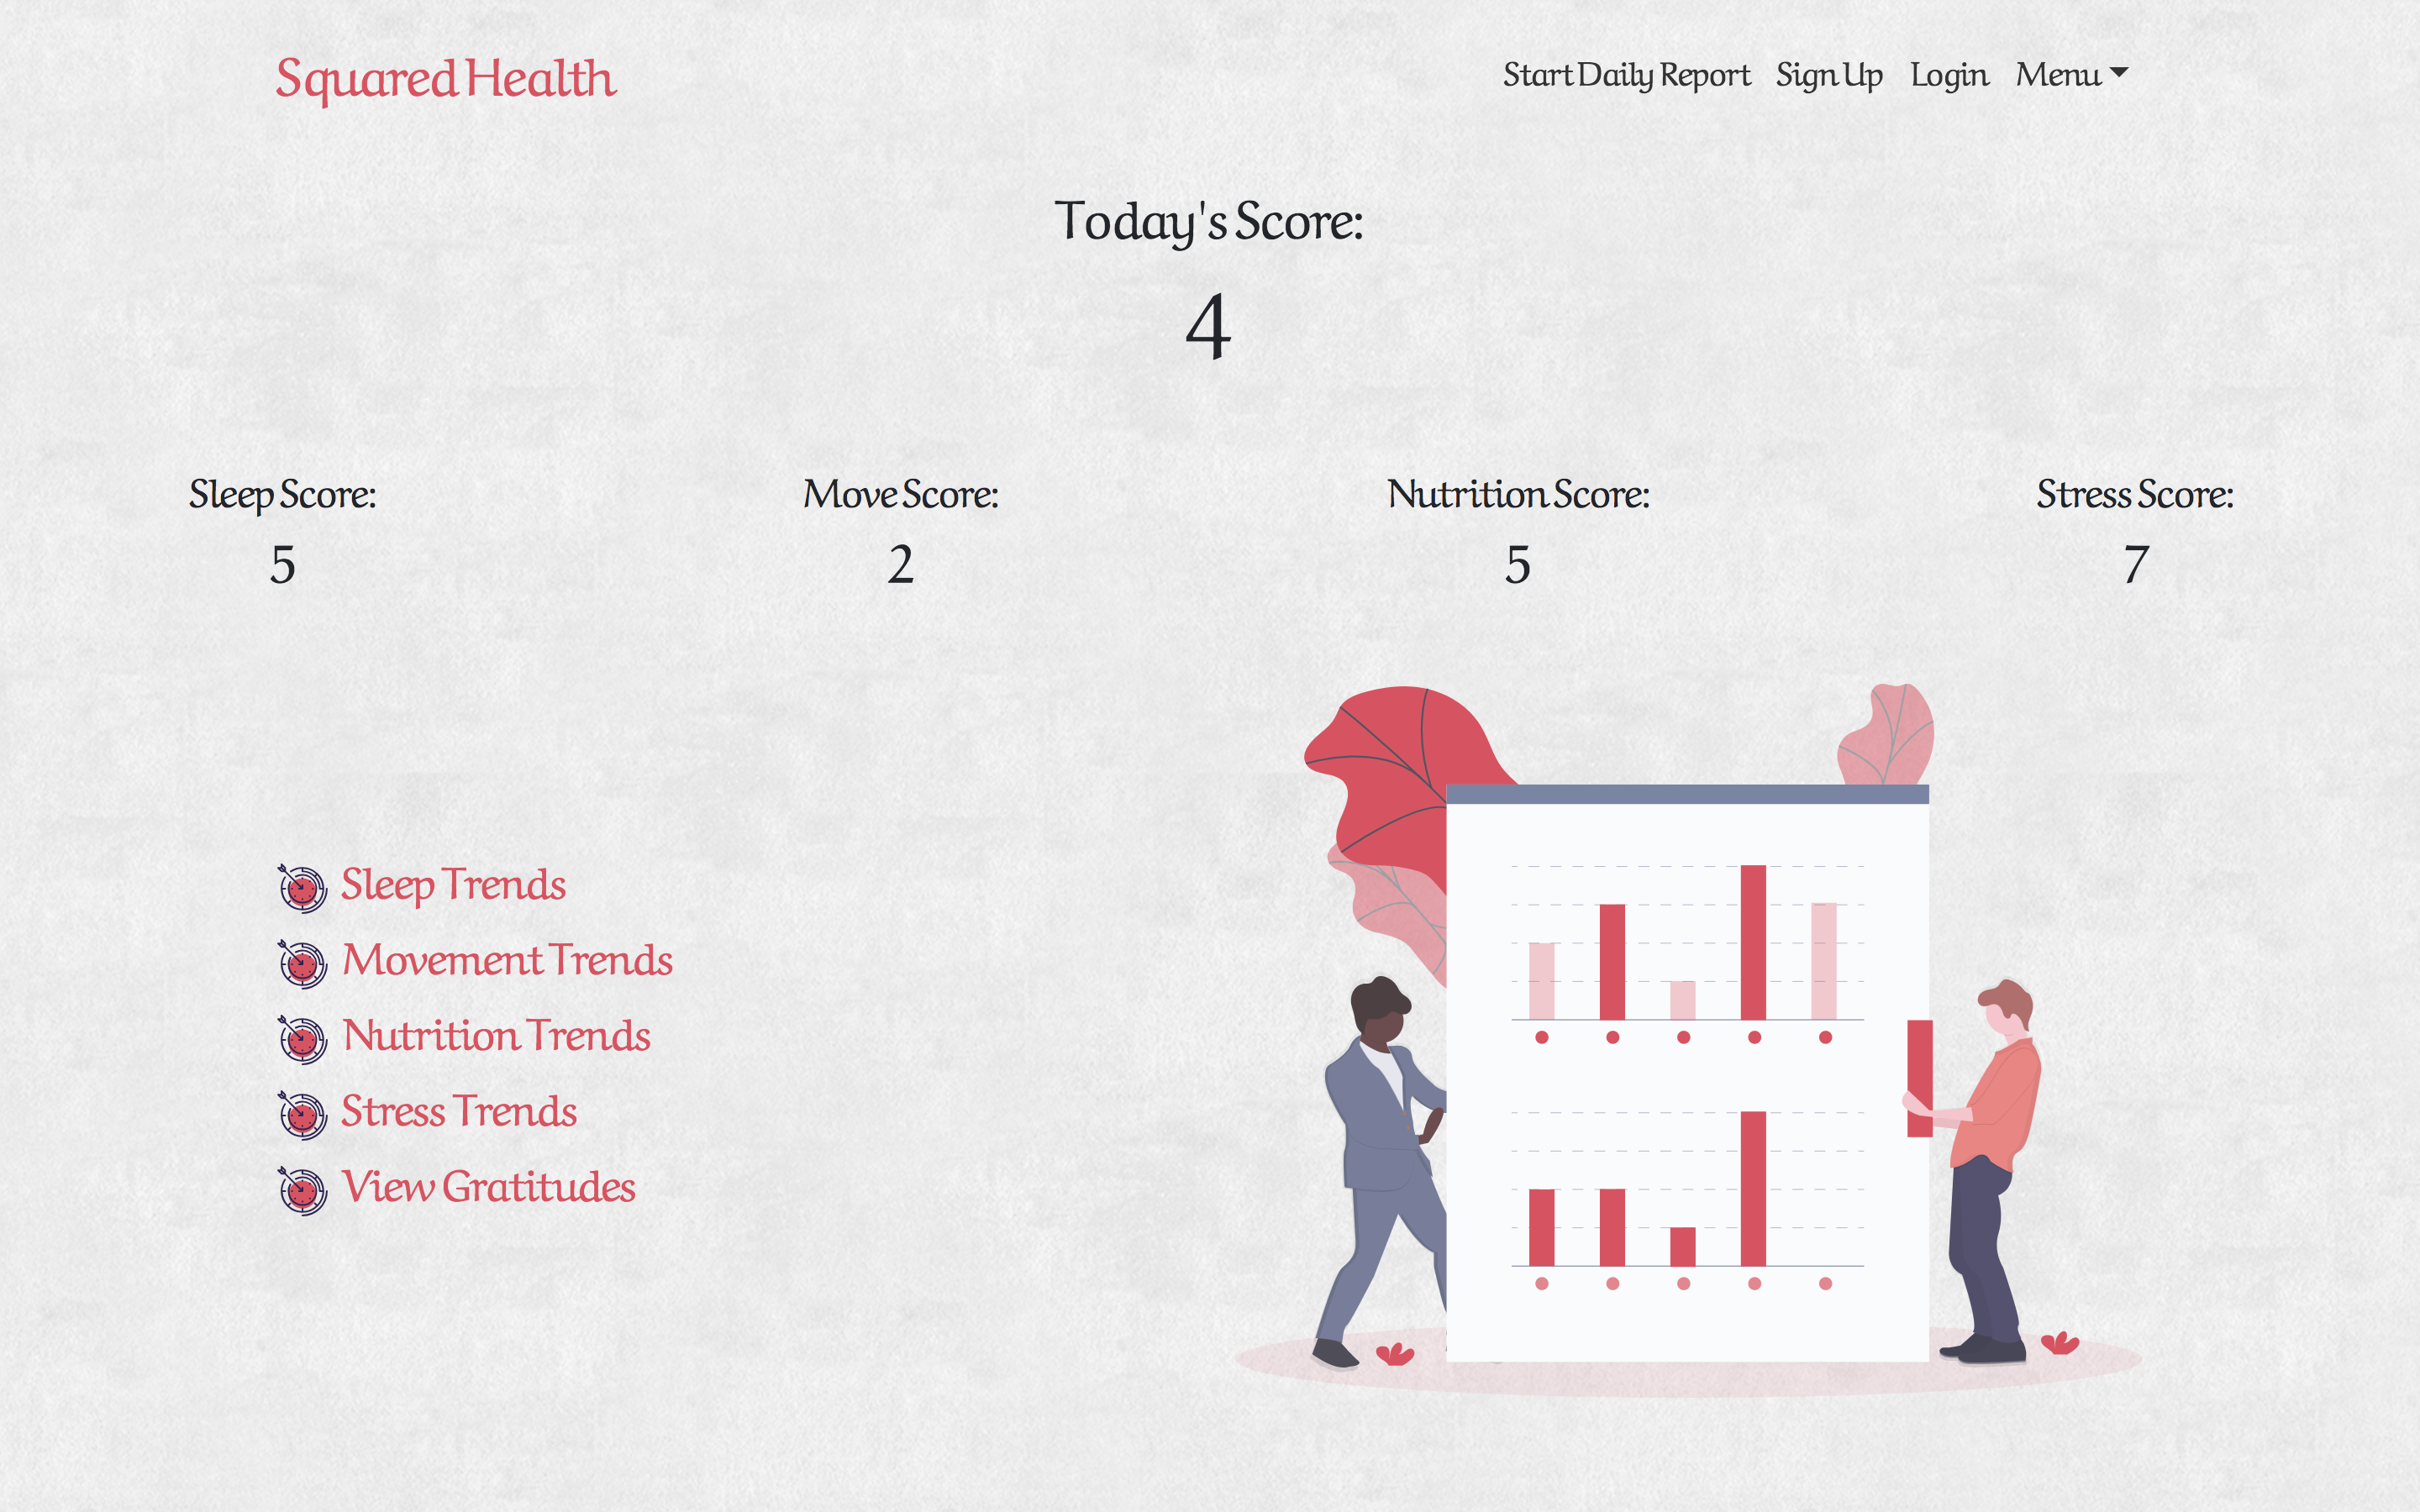 Squared Health
Start Daily Report Sign Up Login Menu
Today's Score:
4
Sleep Score:
5
Move Score:
2
Nutrition Score:
5
Stress Score:
7
Sleep Trends
Movement Trends
Nutrition Trends
Stress Trends
View Gratitudes